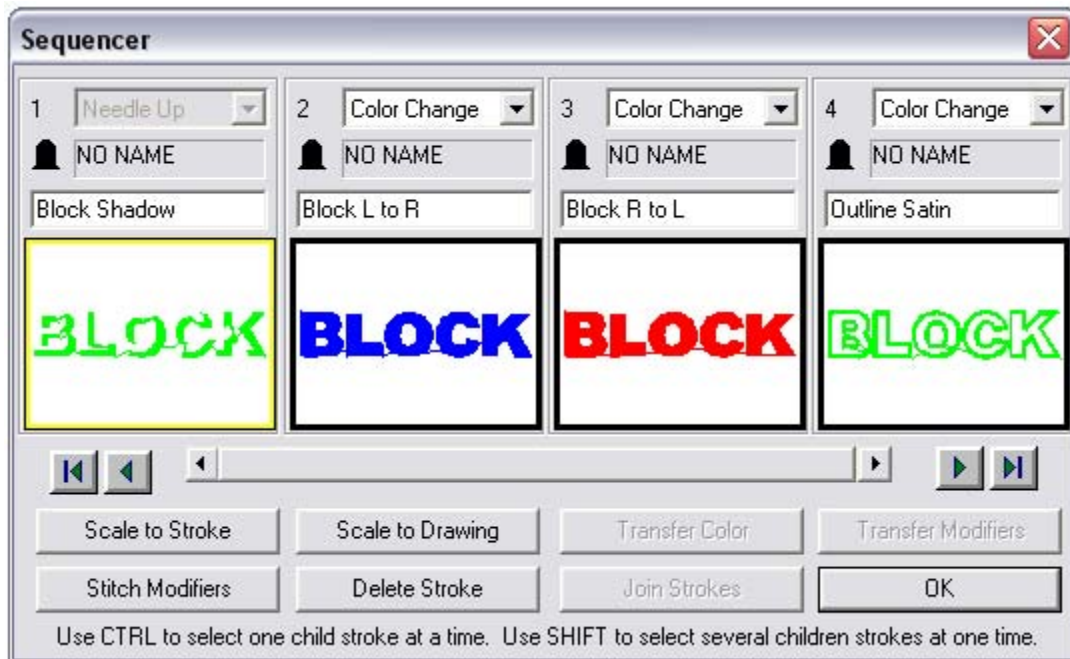 Sequencer
1 Needle Up 2 Color Change 3 Color Change 4 Color Change
NO NAME NO NAME NO NAME NO NAME
Block Shadow Block L to R Block R to L Outline Satin
BLOCK BLOCK BLOCK BLOCK
Scale to Stroke Scale to Drawing Transfer Color Transfer Modifiers
Stitch Modifiers Delete Stroke Join Strokes OK
Use CTRL to select one child stroke at a time. Use SHIFT to select several children strokes at one time.